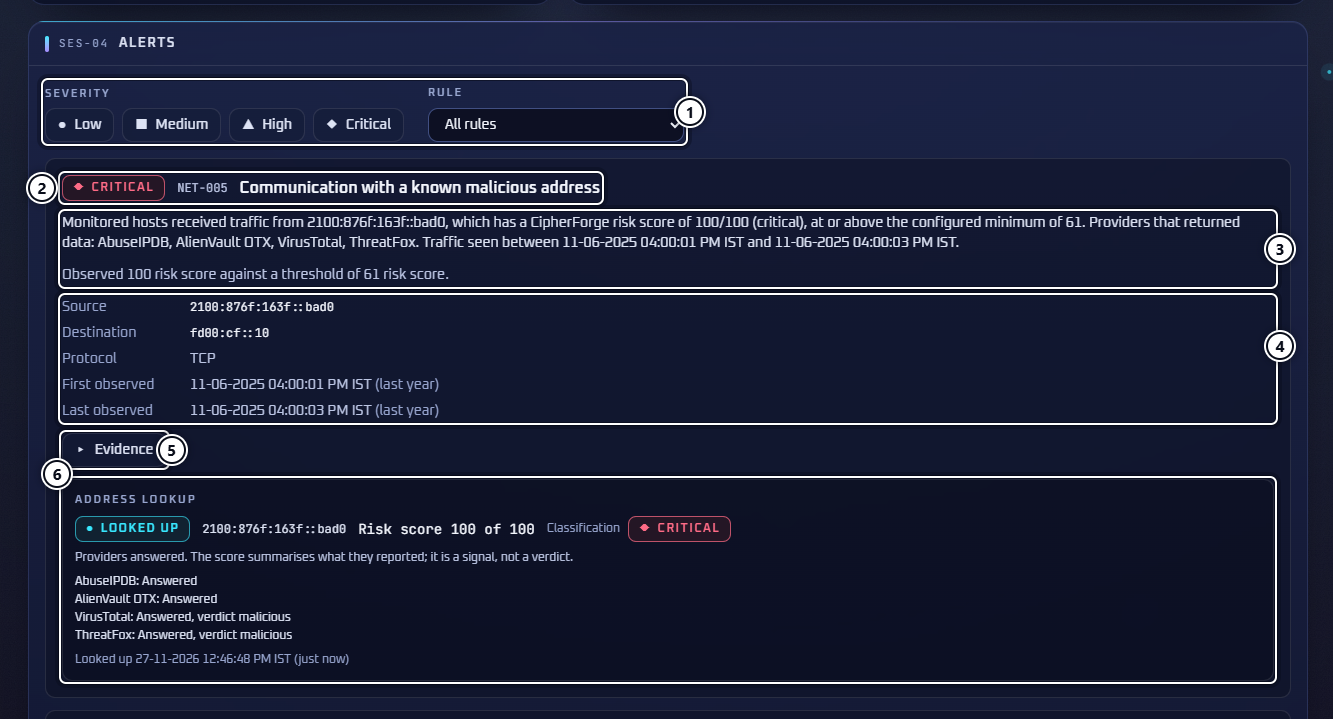 SES-04 ALERTS
SEVERITY
RULE
Low Medium High Critical
All rules
1
2
CRITICAL NET-005 Communication with a known malicious address
Monitored hosts received traffic from 2100:876f:163f::bad0, which has a CipherForge risk score of 100/100 (critical), at or above the configured minimum of 61. Providers that returned
data: AbuseIPDB, AlienVault OTX, VirusTotal, ThreatFox. Traffic seen between 11-06-2025 04:00:01 PM IST and 11-06-2025 04:00:03 PM IST.
3
Observed 100 risk score against a threshold of 61 risk score.
Source 2100:876f:163f::bad0
Destination fd00:cf::10
Protocol TCP
4
First observed 11-06-2025 04:00:01 PM IST (last year)
Last observed 11-06-2025 04:00:03 PM IST (last year)
Evidence
5
6
ADDRESS LOOKUP
LOOKED UP 2100:876f:163f::bad0 Risk score 100 of 100 Classification CRITICAL
Providers answered. The score summarises what they reported; it is a signal, not a verdict.
AbuseIPDB: Answered
AlienVault OTX: Answered
VirusTotal: Answered, verdict malicious
ThreatFox: Answered, verdict malicious
Looked up 27-11-2026 12:46:48 PM IST (just now)